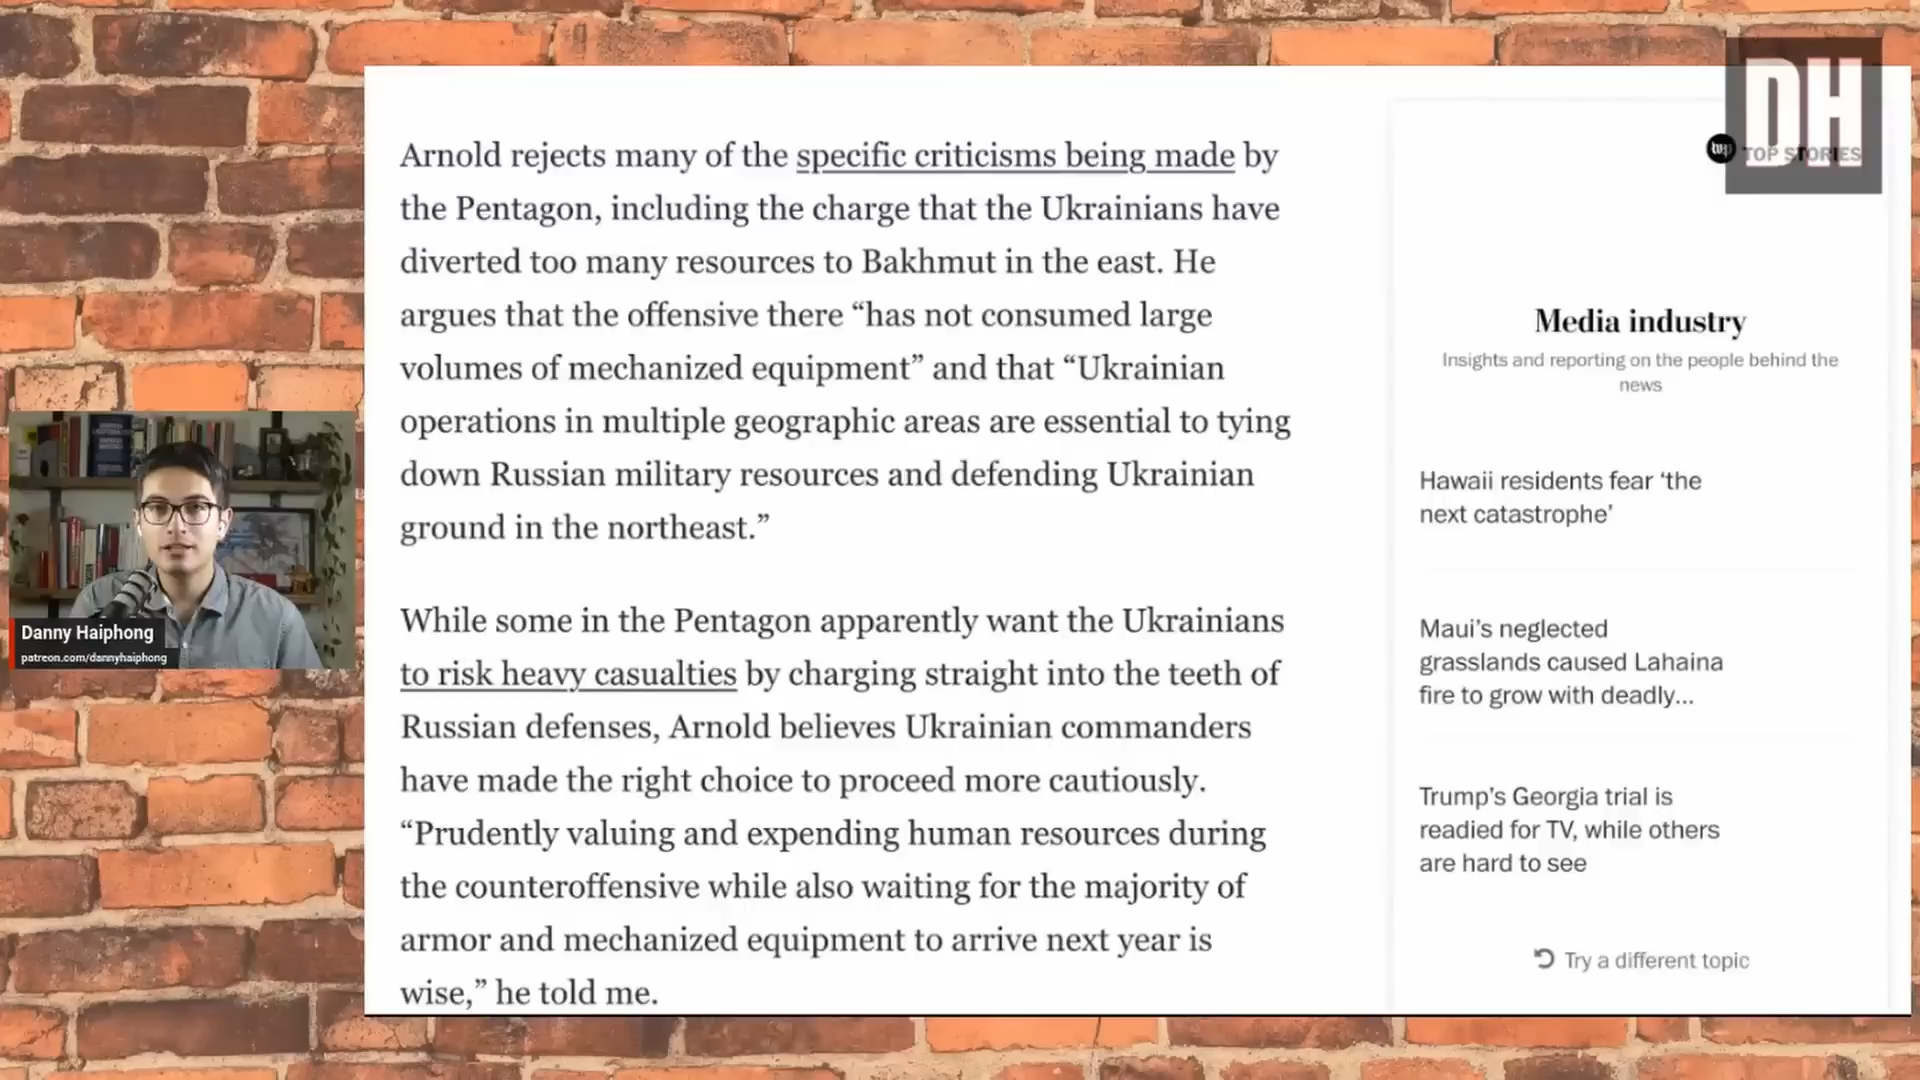 Arnold rejects many of the specific criticisms being made by
the Pentagon, including the charge that the Ukrainians have
diverted too many resources to Bakhmut in the east. He
argues that the offensive there “has not consumed large
volumes of mechanized equipment” and that “Ukrainian
operations in multiple geographic areas are essential to tying
down Russian military resources and defending Ukrainian
ground in the northeast.”
While some in the Pentagon apparently want the Ukrainians
to risk heavy casualties by charging straight into the teeth of
Russian defenses, Arnold believes Ukrainian commanders
have made the right choice to proceed more cautiously.
“Prudently valuing and expending human resources during
the counteroffensive while also waiting for the majority of
armor and mechanized equipment to arrive next year is
wise,” he told me.
DH
wp TOP STORIES
Media industry
Insights and reporting on the people behind the
news
Hawaii residents fear ‘the
next catastrophe’
Maui’s neglected
grasslands caused Lahaina
fire to grow with deadly...
Trump’s Georgia trial is
readied for TV, while others
are hard to see
Try a different topic
Danny Haiphong
patreon.com/dannyhaiphong